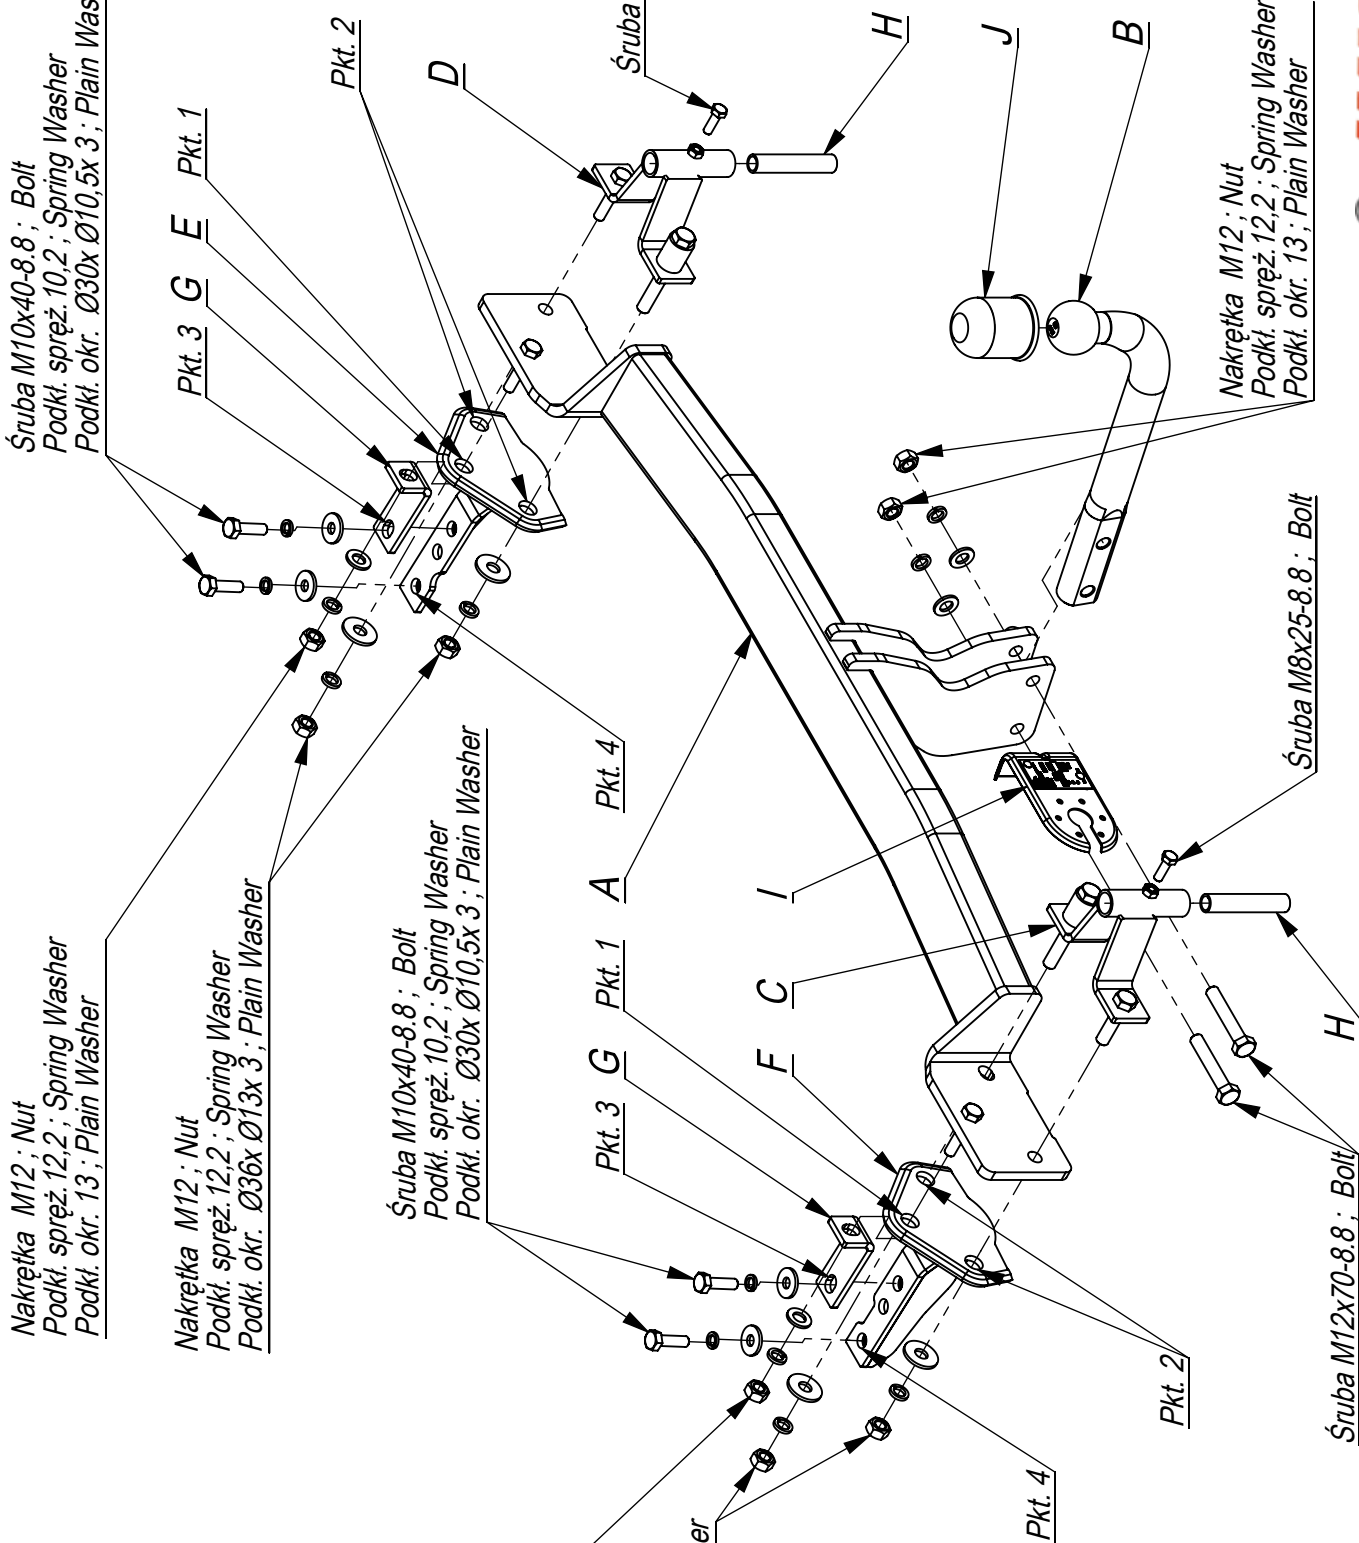 Śruba M10x40-8.8 ; Bolt
Podkł. spręż. 10,2 ; Spring Washer
Podkł. okr. Ø30x Ø10,5x 3 ; Plain Was
Pkt. 3
G
E
Pkt. 1
Pkt. 2
D
Śruba
H
J
B
Nakrętka M12 ; Nut
Podkł. spręż. 12,2 ; Spring Washer
Podkł. okr. 13 ; Plain Washer
Nakrętka M12 ; Nut
Podkł. spręż. 12,2 ; Spring Washer
Podkł. okr. 13 ; Plain Washer
Nakrętka M12 ; Nut
Podkł. spręż. 12,2 ; Spring Washer
Podkł. okr. Ø36x Ø13x 3 ; Plain Washer
Śruba M10x40-8.8 ; Bolt
Podkł. spręż. 10,2 ; Spring Washer
Podkł. okr. Ø30x Ø10,5x 3 ; Plain Washer
Pkt. 4
A
I
Śruba M8x25-8.8 ; Bolt
Pkt. 3
G
Pkt. 1
F
C
H
Pkt. 2
Śruba M12x70-8.8 ; Bolt
er
Pkt. 4